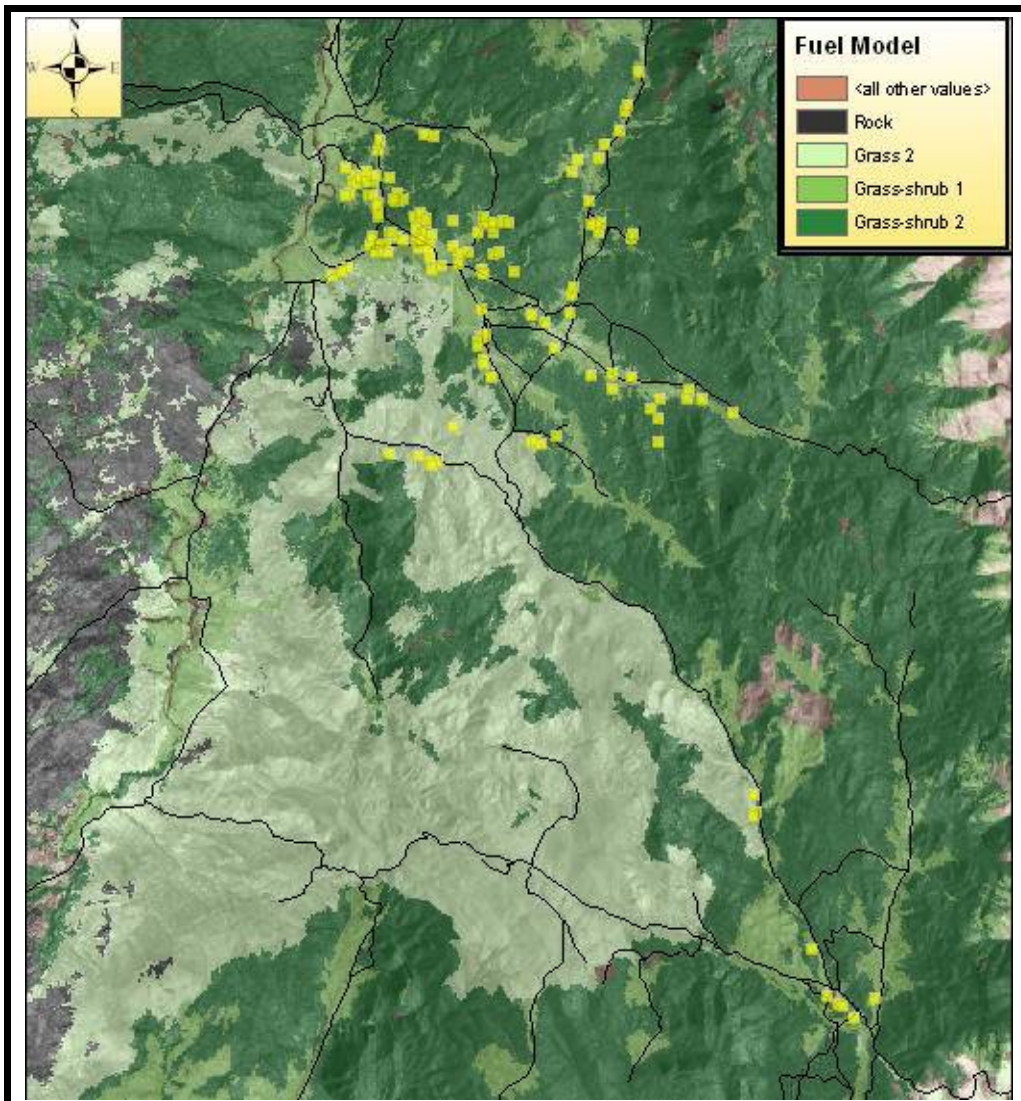 N
W E
S
Fuel Model
<all other values>
Rock
Grass 2
Grass-shrub 1
Grass-shrub 2